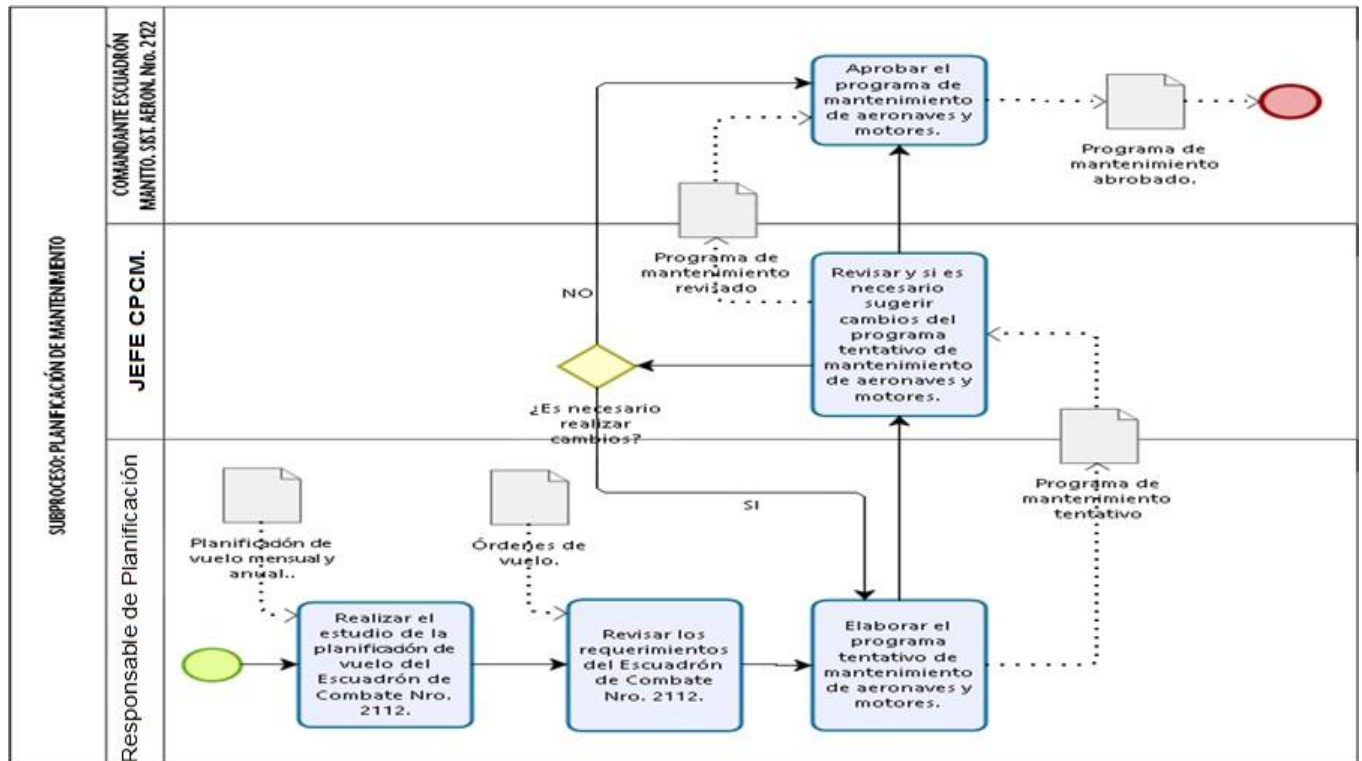 SUBPROCESO: PLANIFICACIÓN DE MANTENIMIENTO
COMANDANTE ESCUADRÓN
MANTTO. SIST. AERON. Nro. 2122
Aprobar el
programa de
mantenimiento
de aeronaves y
motores.
Programa de
mantenimiento
abrobado.
JEFE CPCM.
Programa de
mantenimiento
revisado
NO
¿Es necesario
realizar
cambios?
Revisar y si es
necesario
sugerir
cambios del
programa
tentativo de
mantenimiento
de aeronaves y
motores.
Responsable de Planificación
Planificación de
vuelo mensual y
anual..
Órdenes de
vuelo.
SI
Programa de
mantenimiento
tentativo
Realizar el
estudio de la
planificación de
vuelo del
Escuadrón de
Combate Nro.
2112.
Revisar los
requerimientos
del Escuadrón
de Combate
Nro. 2112.
Elaborar el
programa
tentativo de
mantenimiento
de aeronaves y
motores.